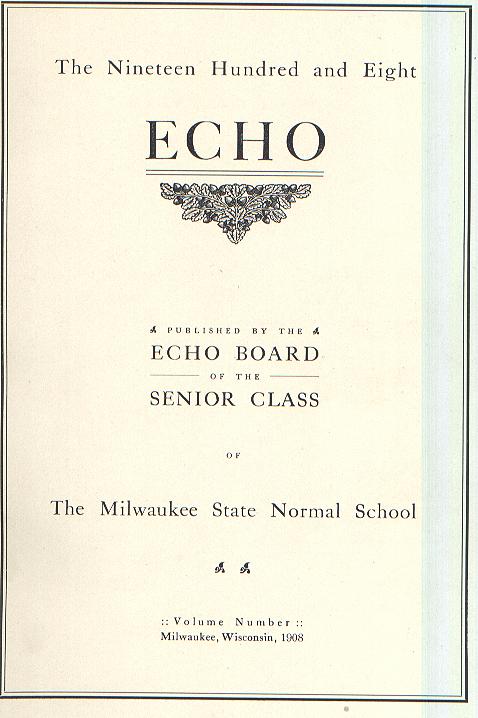 The Nineteen Hundred and Eight
ECHO
PUBLISHED BY THE
ECHO BOARD
OF THE
SENIOR CLASS
OF
The Milwaukee State Normal School
:: Volume Number ::
Milwaukee, Wisconsin, 1908